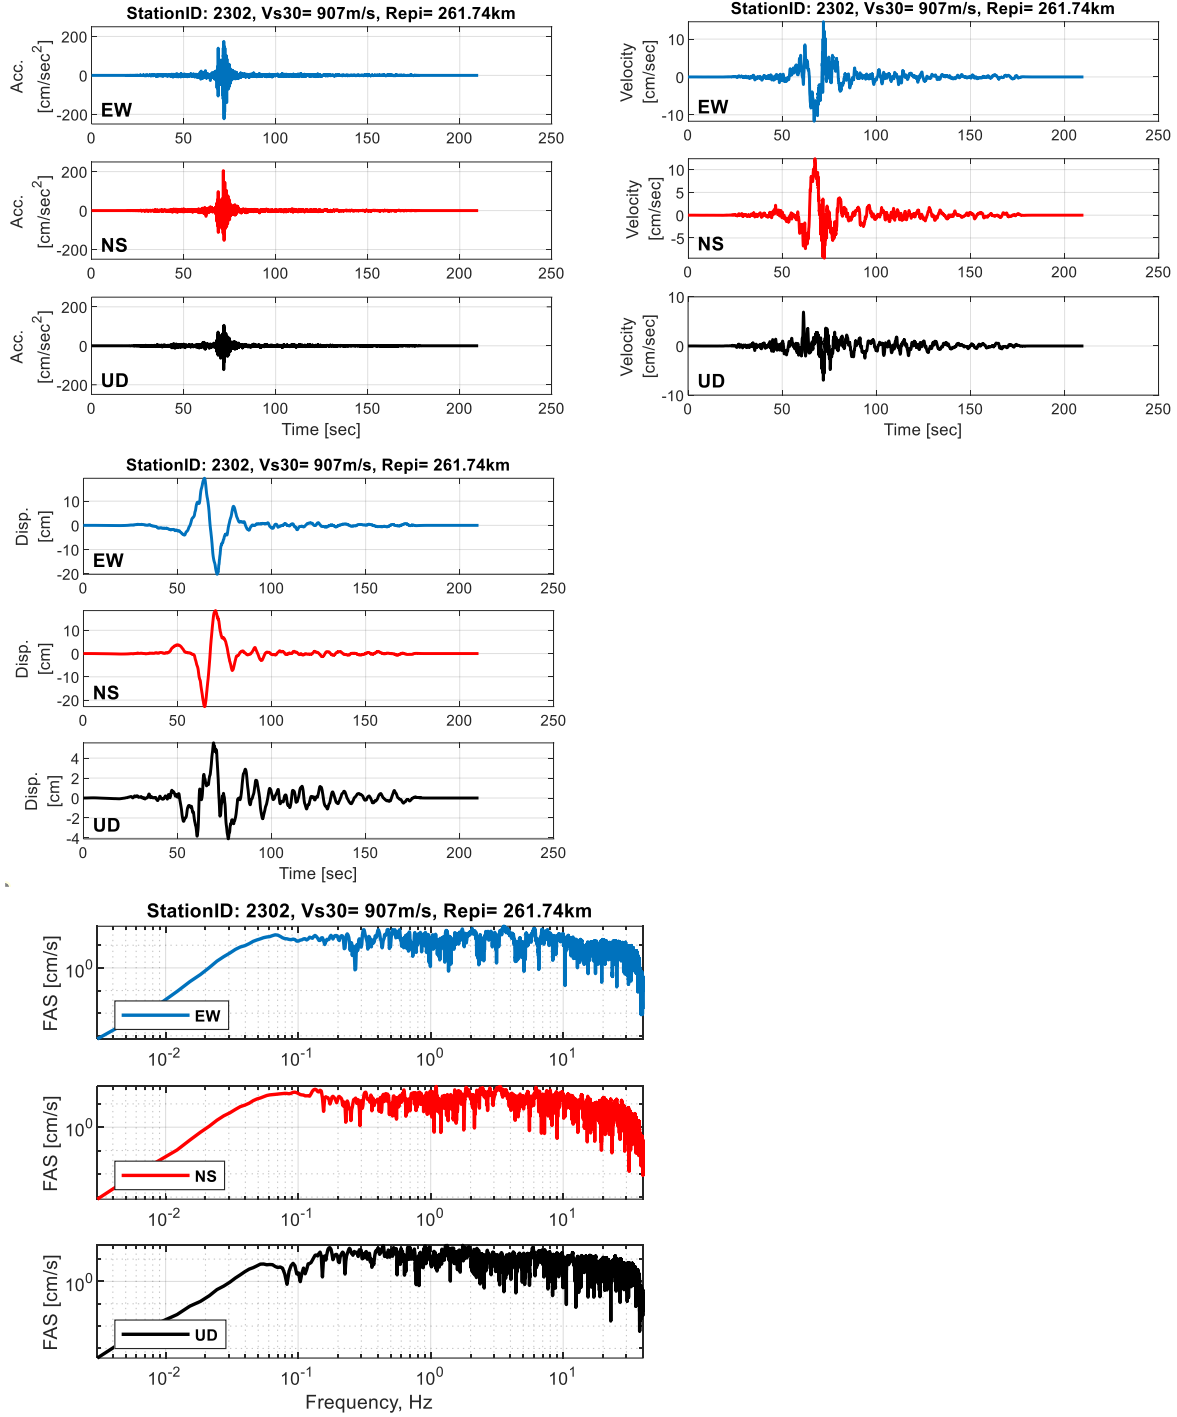 StationID: 2302, Vs30= 907m/s, Repi= 261.74km
200
0
-200
Acc.
[cm/sec2]
EW
0 50 100 150 200 250
200
0
-200
Acc.
[cm/sec2]
NS
0 50 100 150 200 250
200
0
-200
Acc.
[cm/sec2]
UD
0 50 100 150 200 250
Time [sec]
StationID: 2302, Vs30= 907m/s, Repi= 261.74km
10
0
-10
Velocity
[cm/sec]
EW
0 50 100 150 200 250
10
5
0
-5
Velocity
[cm/sec]
NS
0 50 100 150 200 250
10
0
-10
Velocity
[cm/sec]
UD
0 50 100 150 200 250
Time [sec]
StationID: 2302, Vs30= 907m/s, Repi= 261.74km
10
0
-10
-20
Disp.
[cm]
EW
0 50 100 150 200 250
10
0
-10
-20
Disp.
[cm]
NS
0 50 100 150 200 250
4
2
0
-2
-4
Disp.
[cm]
UD
0 50 100 150 200 250
Time [sec]
StationID: 2302, Vs30= 907m/s, Repi= 261.74km
FAS [cm/s]
10^0
EW
10^-2 10^-1 10^0 10^1
FAS [cm/s]
10^0
NS
10^-2 10^-1 10^0 10^1
FAS [cm/s]
10^0
UD
10^-2 10^-1 10^0 10^1
Frequency, Hz